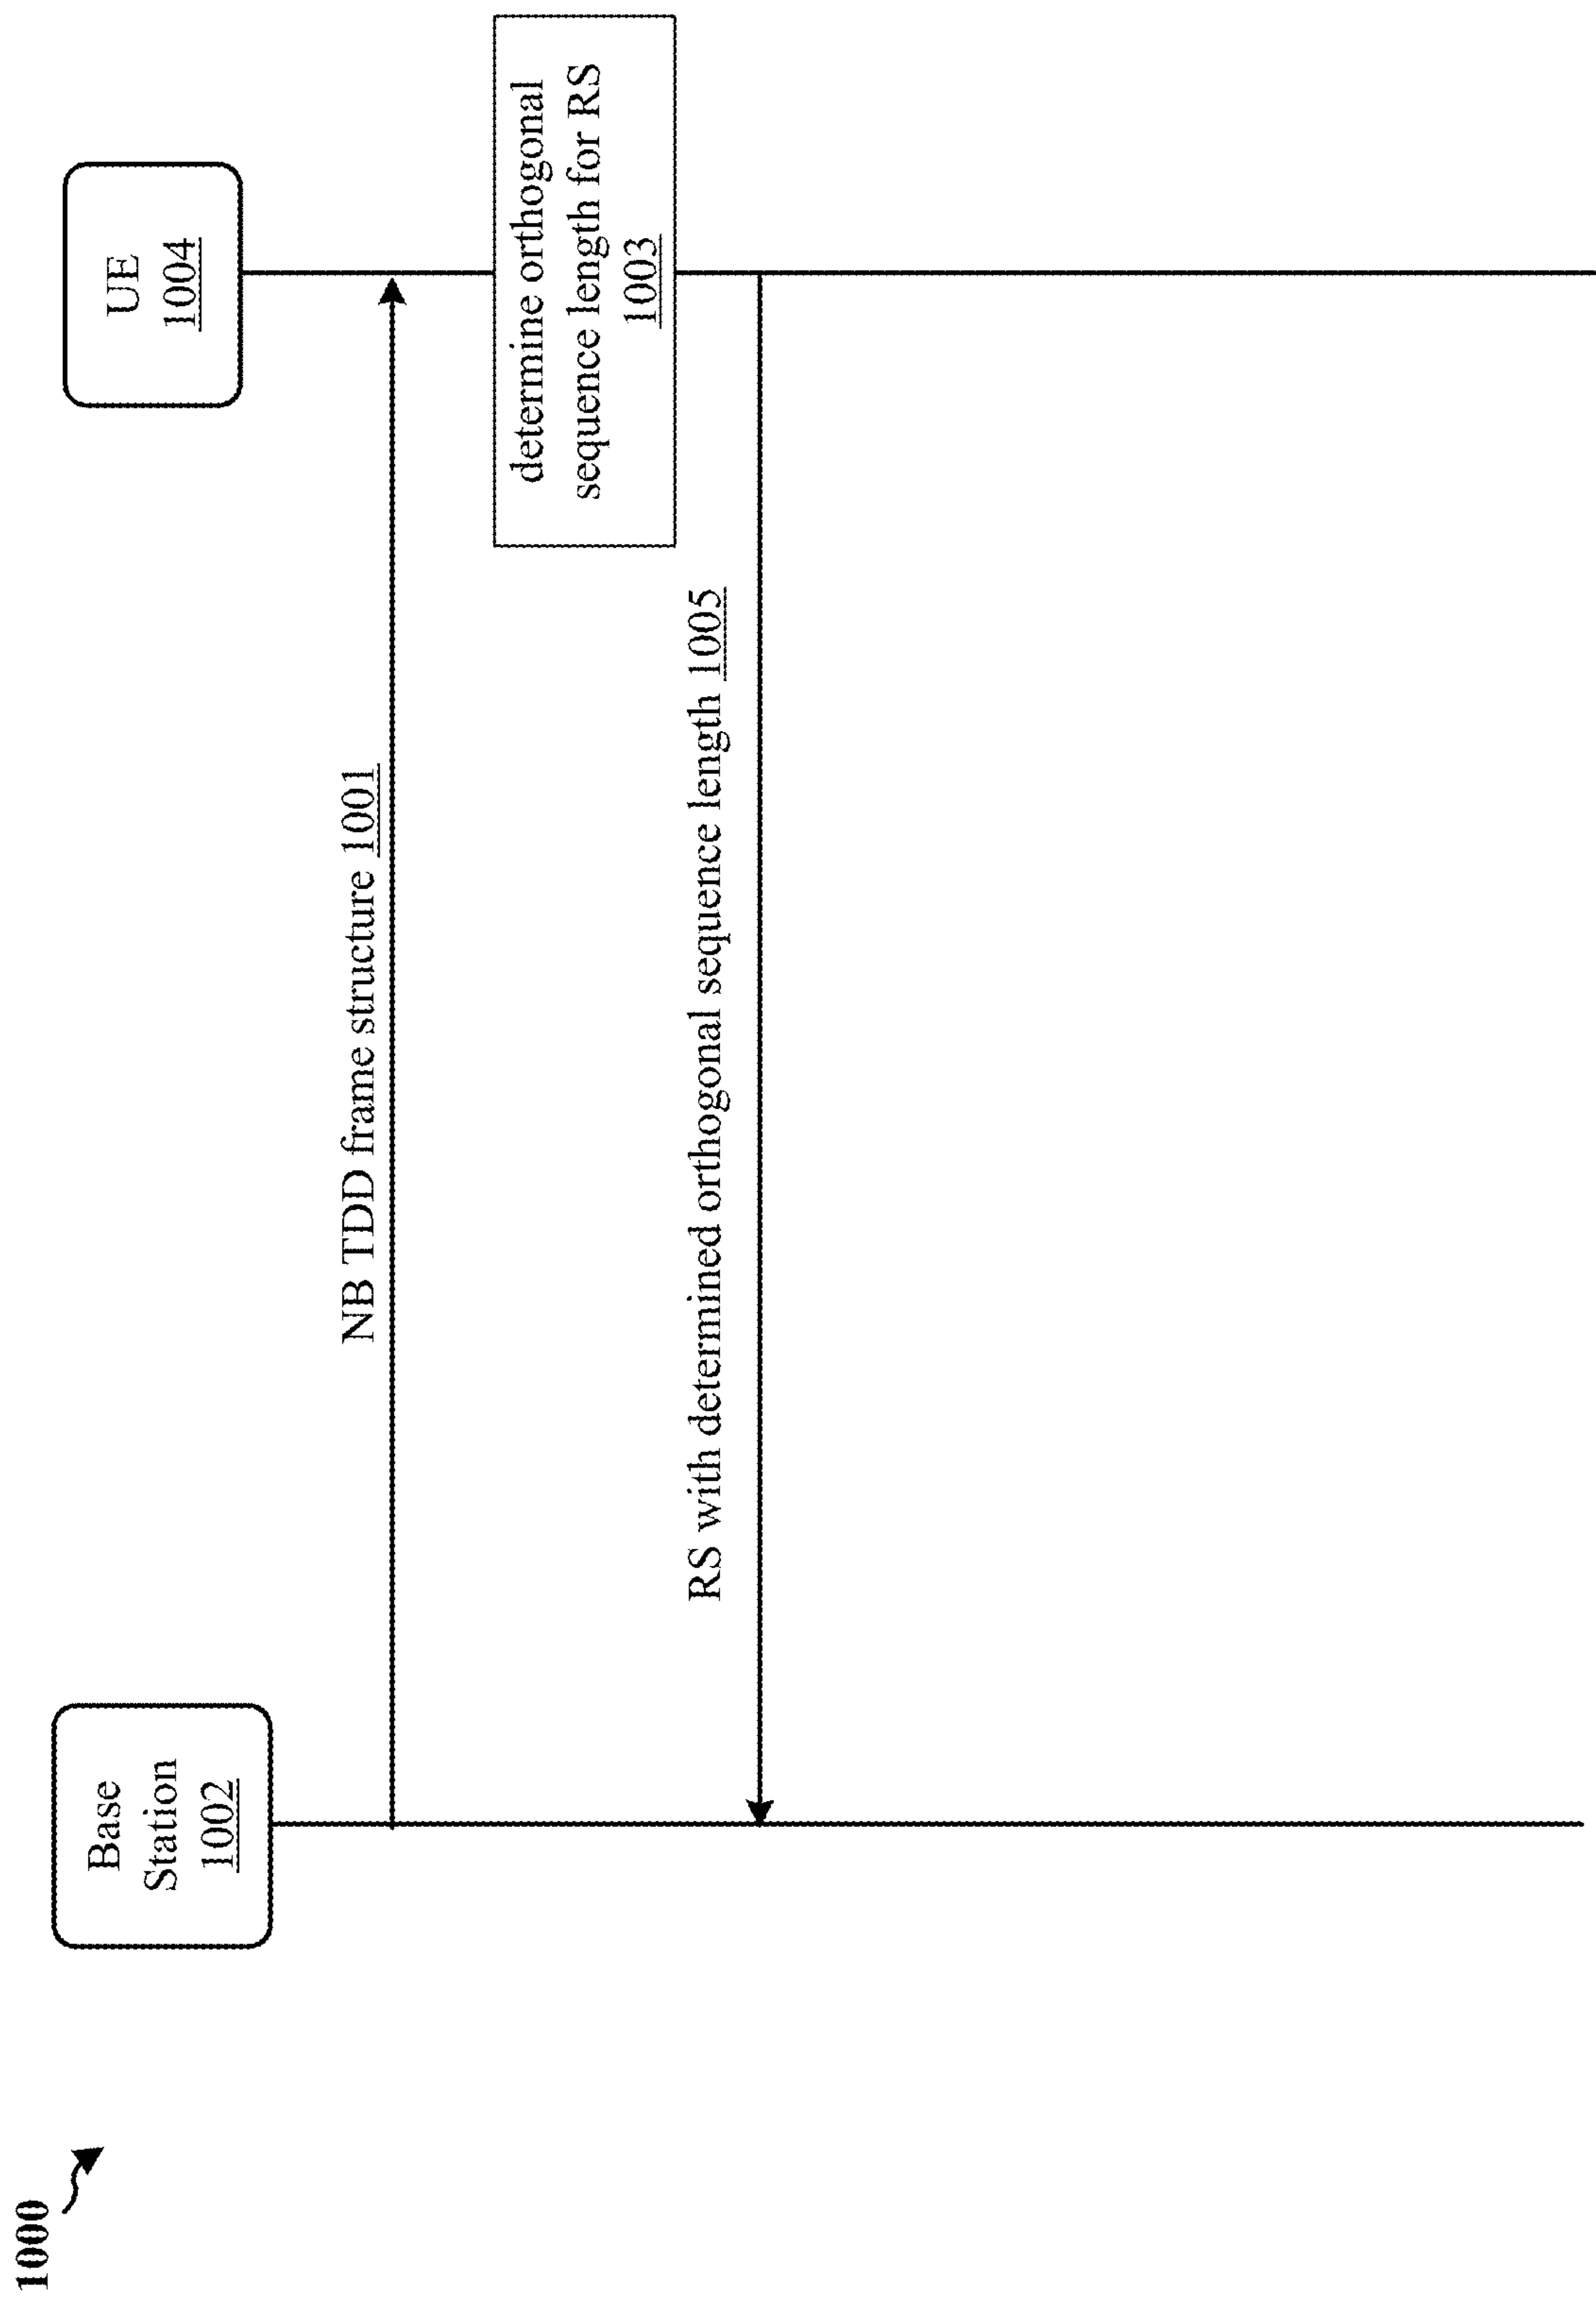 1000
Base
Station
1002
UE
1004
NB TDD frame structure 1001
determine orthogonal
sequence length for RS
1003
RS with determined orthogonal sequence length 1005